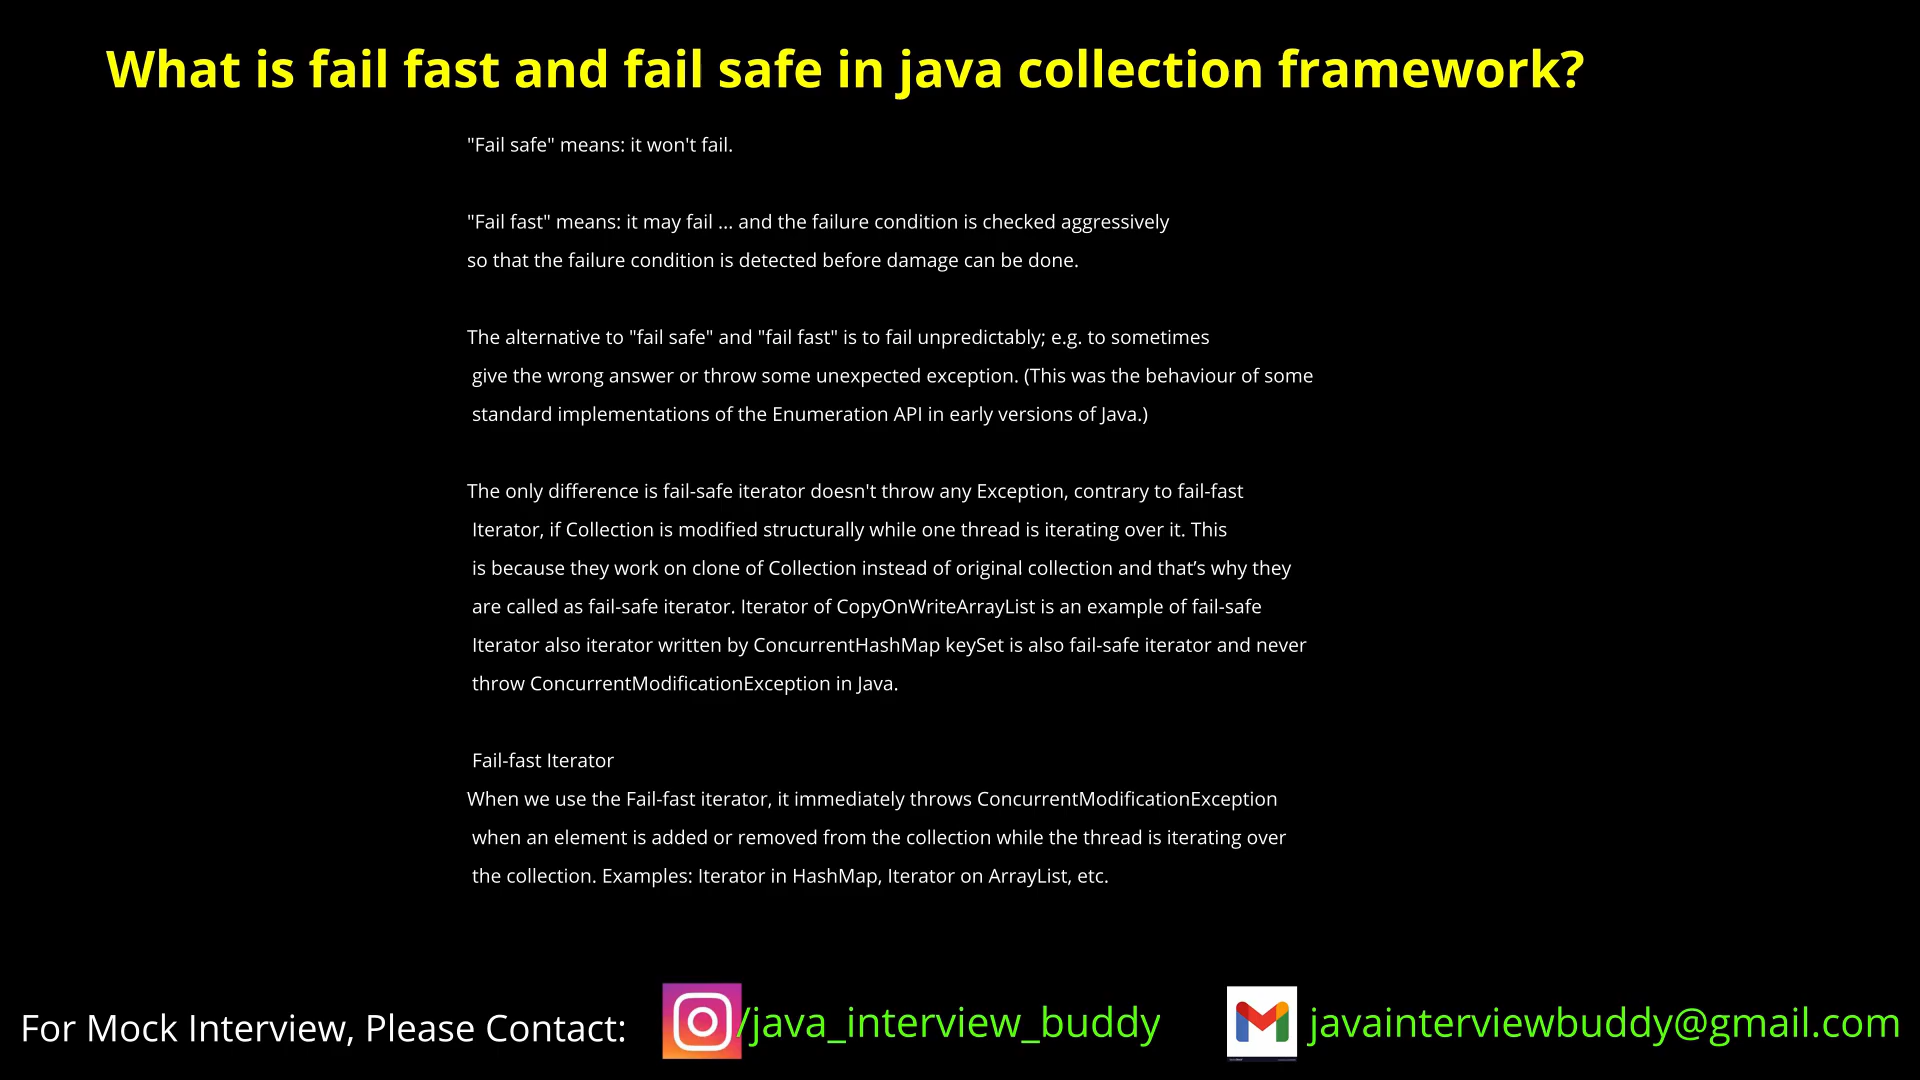 What is fail fast and fail safe in java collection framework?
"Fail safe" means: it won't fail.
"Fail fast" means: it may fail ... and the failure condition is checked aggressively
so that the failure condition is detected before damage can be done.
The alternative to "fail safe" and "fail fast" is to fail unpredictably; e.g. to sometimes
give the wrong answer or throw some unexpected exception. (This was the behaviour of some
standard implementations of the Enumeration API in early versions of Java.)
The only difference is fail-safe iterator doesn't throw any Exception, contrary to fail-fast
Iterator, if Collection is modified structurally while one thread is iterating over it. This
is because they work on clone of Collection instead of original collection and that’s why they
are called as fail-safe iterator. Iterator of CopyOnWriteArrayList is an example of fail-safe
Iterator also iterator written by ConcurrentHashMap keySet is also fail-safe iterator and never
throw ConcurrentModificationException in Java.
Fail-fast Iterator
When we use the Fail-fast iterator, it immediately throws ConcurrentModificationException
when an element is added or removed from the collection while the thread is iterating over
the collection. Examples: Iterator in HashMap, Iterator on ArrayList, etc.
For Mock Interview, Please Contact: /java_interview_buddy javainterviewbuddy@gmail.com